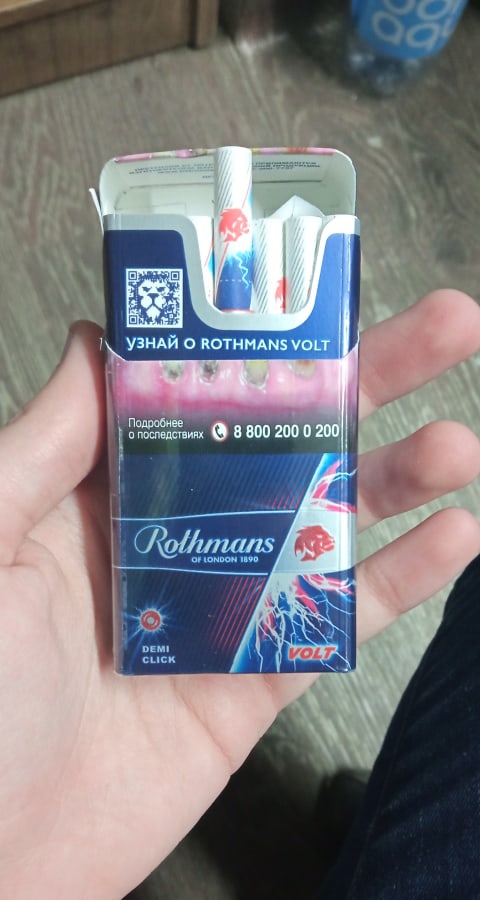 УЗНАЙ О ROTHMANS VOLT
Подробнее
о последствиях
8 800 200 0 200
Rothmans
OF LONDON 1890
DEMI
CLICK
VOLT